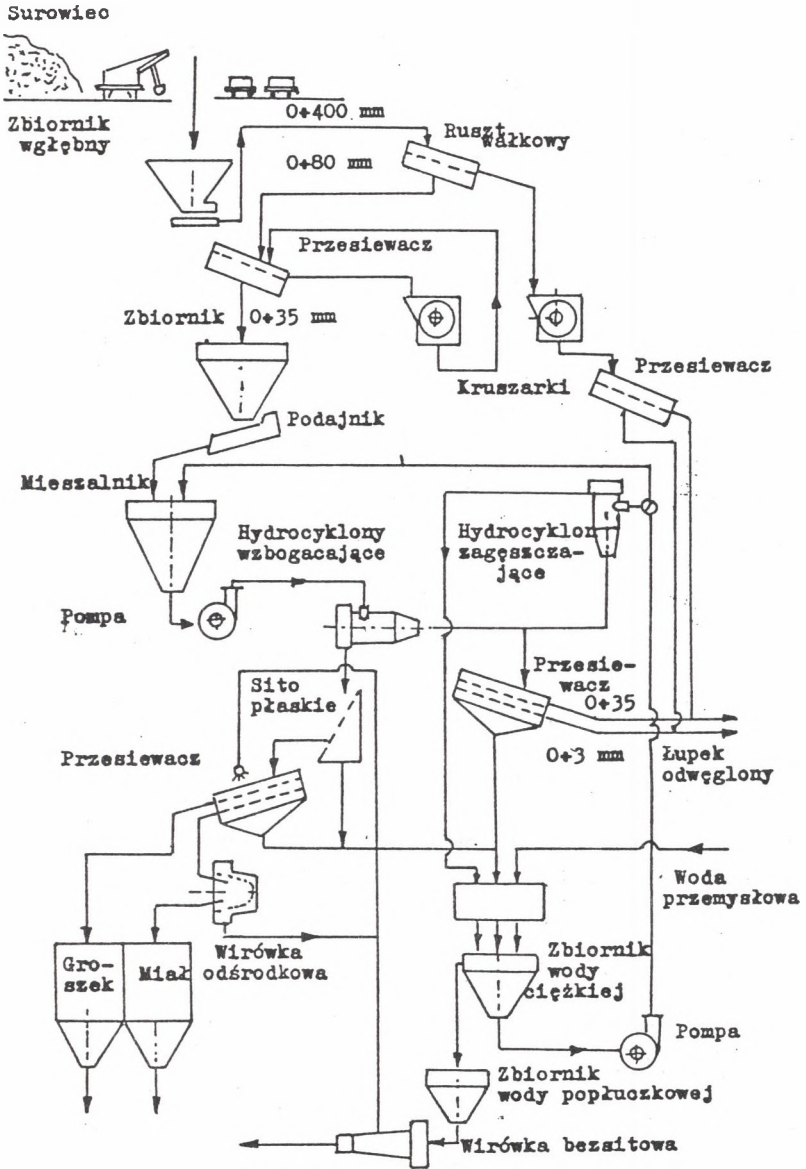 Surowiec
0÷400 mm
Zbiornik
wgłębny
Ruszt
wałkowy
0÷80 mm
Przesiewacz
Zbiornik
0÷35 mm
Kruszarki
Przesiewacz
Podajnik
Mieszalnik
Hydrocyklony
wzbogacające
Hydrocyklon
zagęszcza-
jące
Pompa
Przesie-
wacz
0÷35
Sito
płaskie
0÷3 mm
Przesiewacz
Łupek
odwęglony
Woda
przemysłowa
Wirówka
odśrodkowa
Gro-
szek
Miał
Zbiornik
wody
ciężkiej
Pompa
Zbiornik
wody popłuczkowej
Wirówka bezsitowa